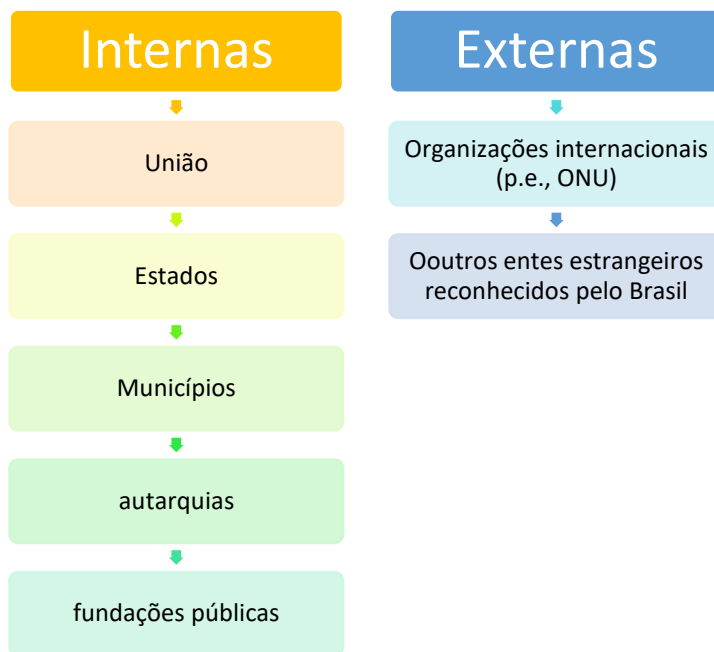 Internas
União
Estados
Municípios
autarquias
fundações públicas
Externas
Organizações internacionais
(p.e., ONU)
Ooutros entes estrangeiros
reconhecidos pelo Brasil